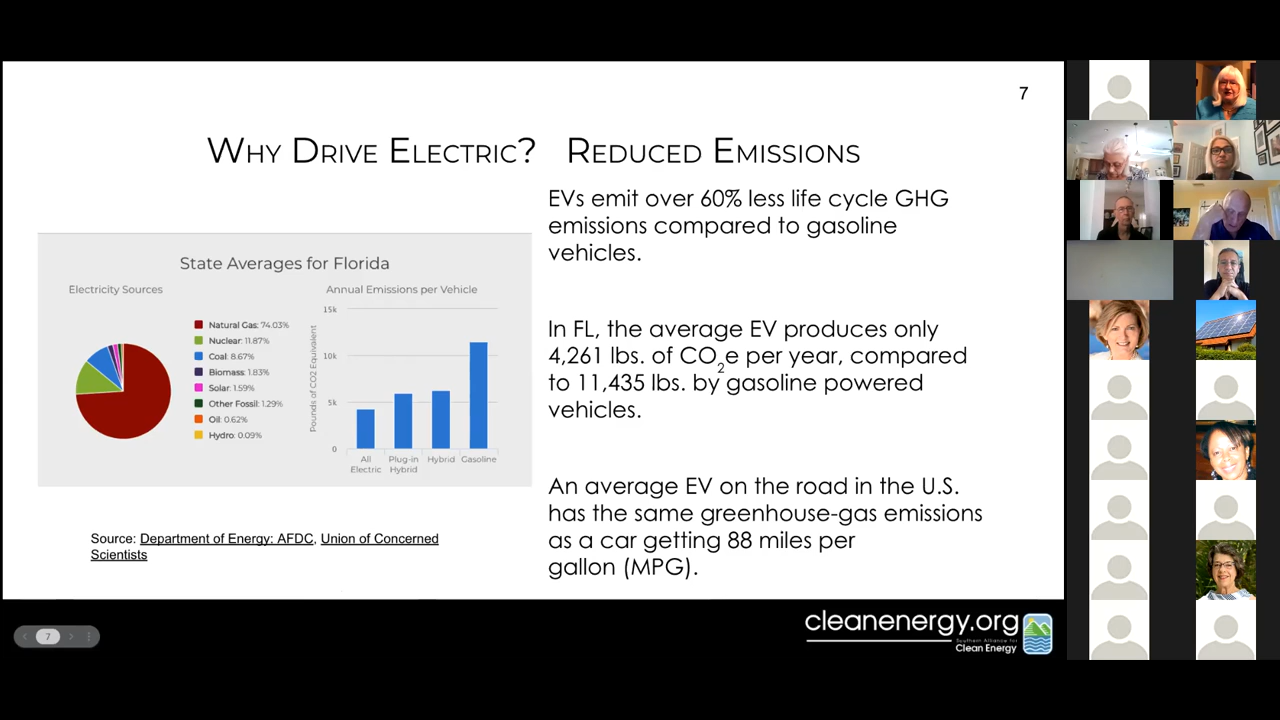 7
Why Drive Electric? Reduced Emissions
EVs emit over 60% less life cycle GHG
emissions compared to gasoline
vehicles.
State Averages for Florida
Electricity Sources
Natural Gas: 74.03%
Nuclear: 11.87%
Coal: 8.67%
Biomass: 1.83%
Solar: 1.59%
Other Fossil: 1.29%
Oil: 0.62%
Hydro: 0.09%
Annual Emissions per Vehicle
Pounds of CO2 Equivalent
15k
10k
5k
0
All Electric
Plug-in Hybrid
Hybrid
Gasoline
In FL, the average EV produces only
4,261 lbs. of CO2e per year, compared
to 11,435 lbs. by gasoline powered
vehicles.
An average EV on the road in the U.S.
has the same greenhouse-gas emissions
as a car getting 88 miles per
gallon (MPG).
Source: Department of Energy: AFDC, Union of Concerned
Scientists
cleanenergy.org
Southern Alliance for
Clean Energy
7